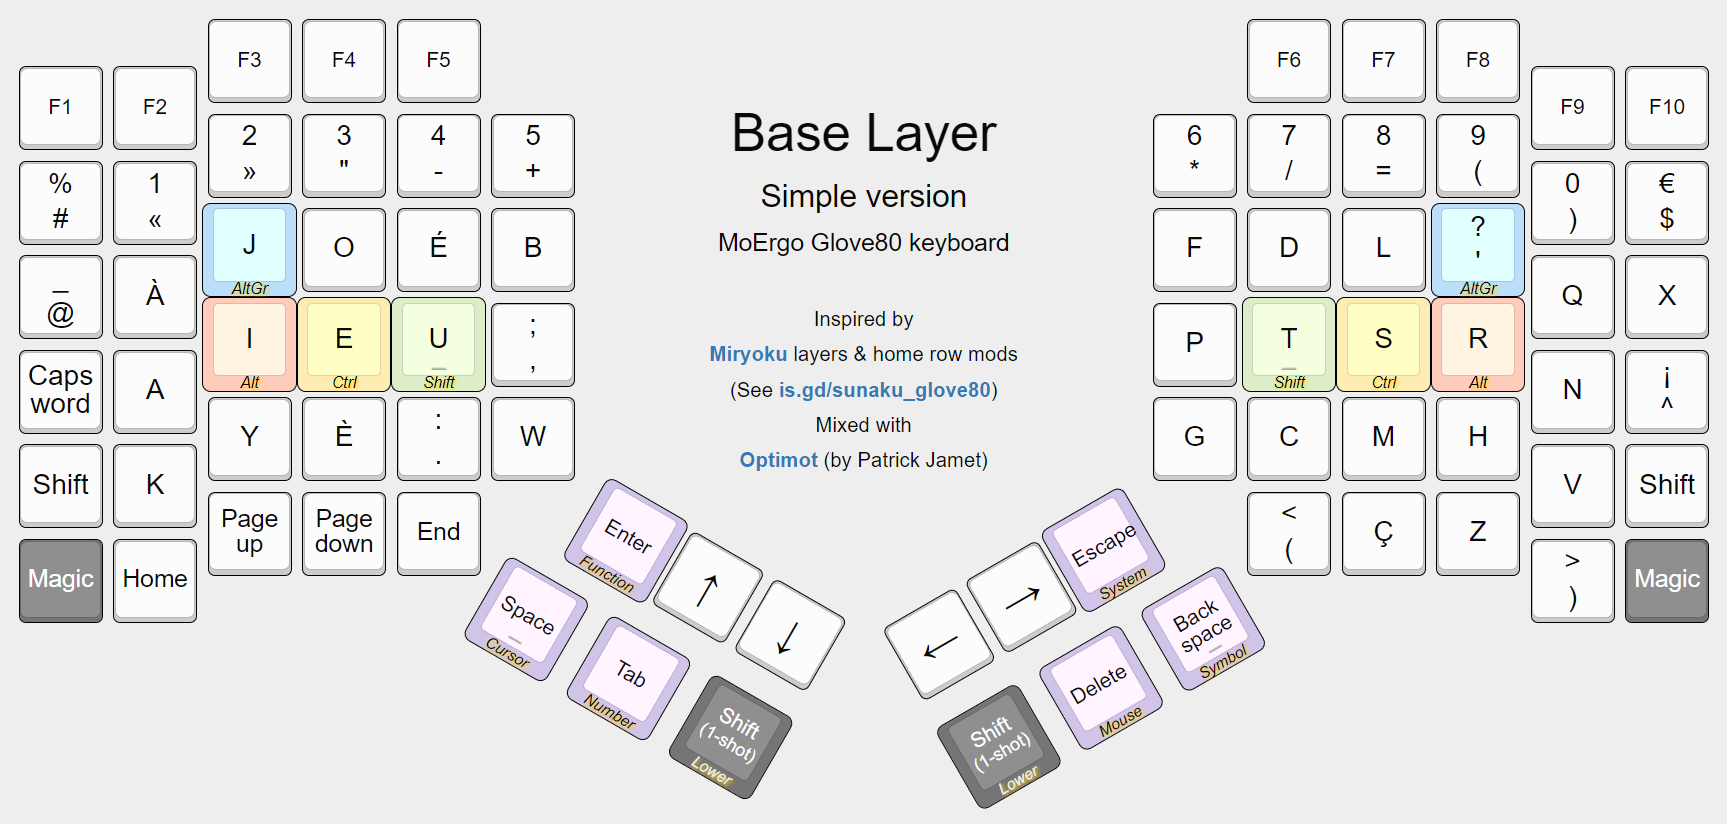 F3
F4
F5
F6
F7
F8
F1
F2
F9
F10
Base Layer
Simple version
MoErgo Glove80 keyboard
2
»
3
"
4
-
5
+
6
*
7
/
8
=
9
(
%
#
1
«
0
)
€
$
J
AltGr
O
É
B
F
D
L
?
'
AltGr
_
@
À
Q
X
Inspired by
Miryoku layers & home row mods
(See is.gd/sunaku_glove80)
Mixed with
Optimot (by Patrick Jamet)
I
Alt
E
Ctrl
U
Shift
;
,
P
T
Shift
S
Ctrl
R
Alt
Caps
word
A
N
¡
^
Y
È
:
.
W
G
C
M
H
Shift
K
V
Shift
Page
up
Page
down
End
<
(
Ç
Z
Magic
Home
>
)
Magic
Enter
Function
↑
↓
Space
Cursor
Tab
Number
Shift
(1-shot)
Lower
←
→
Escape
System
Back
space
Symbol
Delete
Mouse
Shift
(1-shot)
Lower